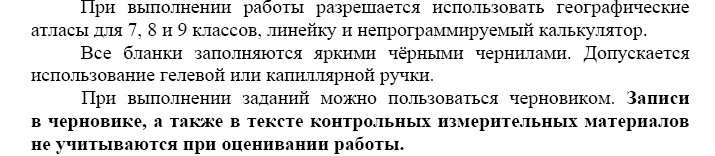 При выполнении работы разрешается использовать географические
атласы для 7, 8 и 9 классов, линейку и непрограммируемый калькулятор.
Все бланки заполняются яркими чёрными чернилами. Допускается
использование гелевой или капиллярной ручки.
При выполнении заданий можно пользоваться черновиком. Записи
в черновике, а также в тексте контрольных измерительных материалов
не учитываются при оценивании работы.